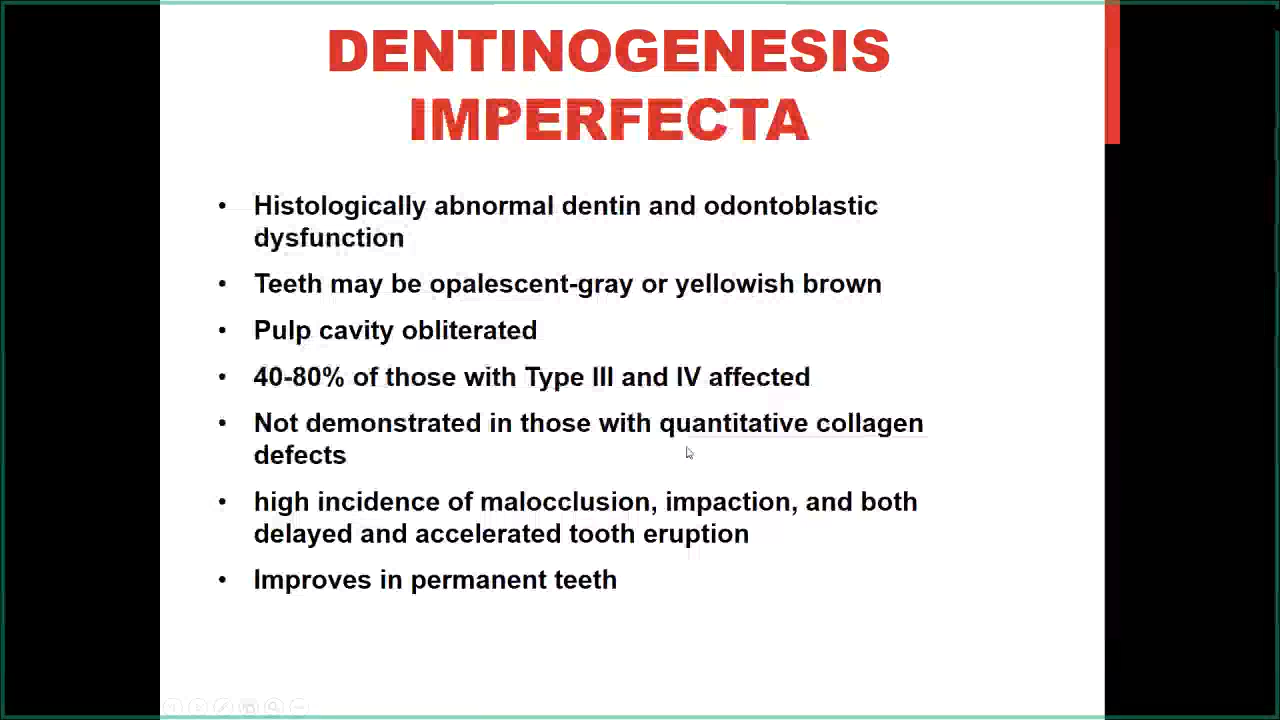 DENTINOGENESIS
IMPERFECTA
• Histologically abnormal dentin and odontoblastic
dysfunction
• Teeth may be opalescent-gray or yellowish brown
• Pulp cavity obliterated
• 40-80% of those with Type III and IV affected
• Not demonstrated in those with quantitative collagen
defects
• high incidence of malocclusion, impaction, and both
delayed and accelerated tooth eruption
• Improves in permanent teeth